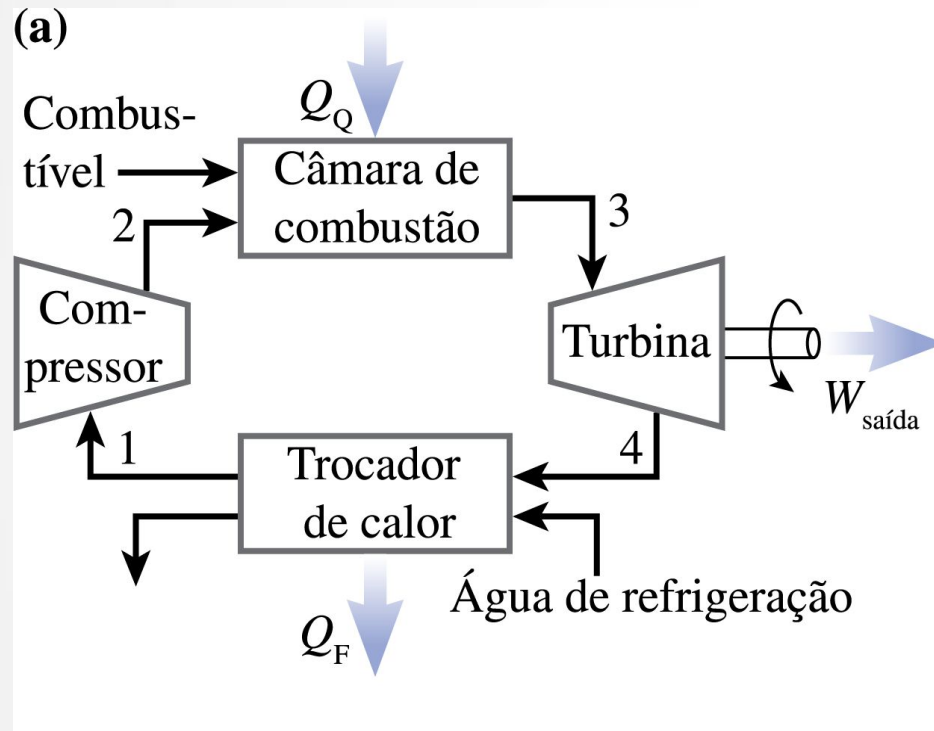 (a)
Q_Q
Combus-
tível
Câmara de
combustão
2
3
Com-
pressor
Turbina
W_saída
1
4
Trocador
de calor
Água de refrigeração
Q_F